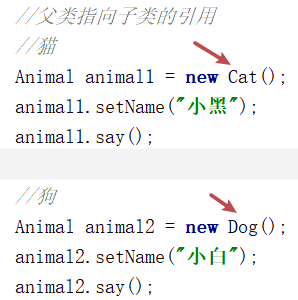 //父类指向子类的引用
//猫
Animal animal1 = new Cat();
animal1.setName("小黑");
animal1.say();
//狗
Animal animal2 = new Dog();
animal2.setName("小白");
animal2.say();